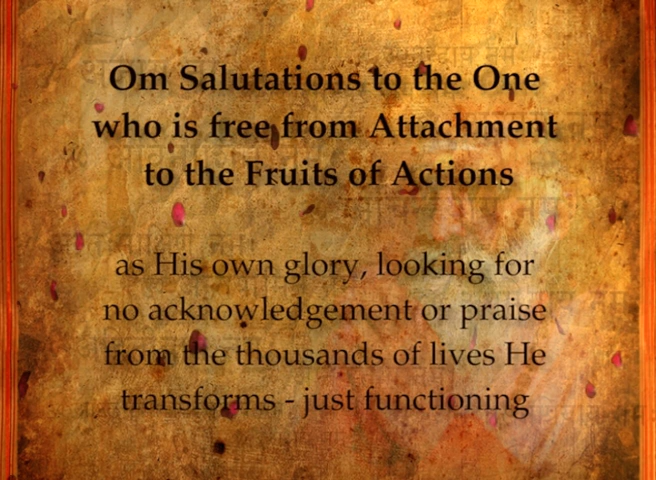 Om Salutations to the One
who is free from Attachment
to the Fruits of Actions
as His own glory, looking for
no acknowledgement or praise
from the thousands of lives He
transforms - just functioning